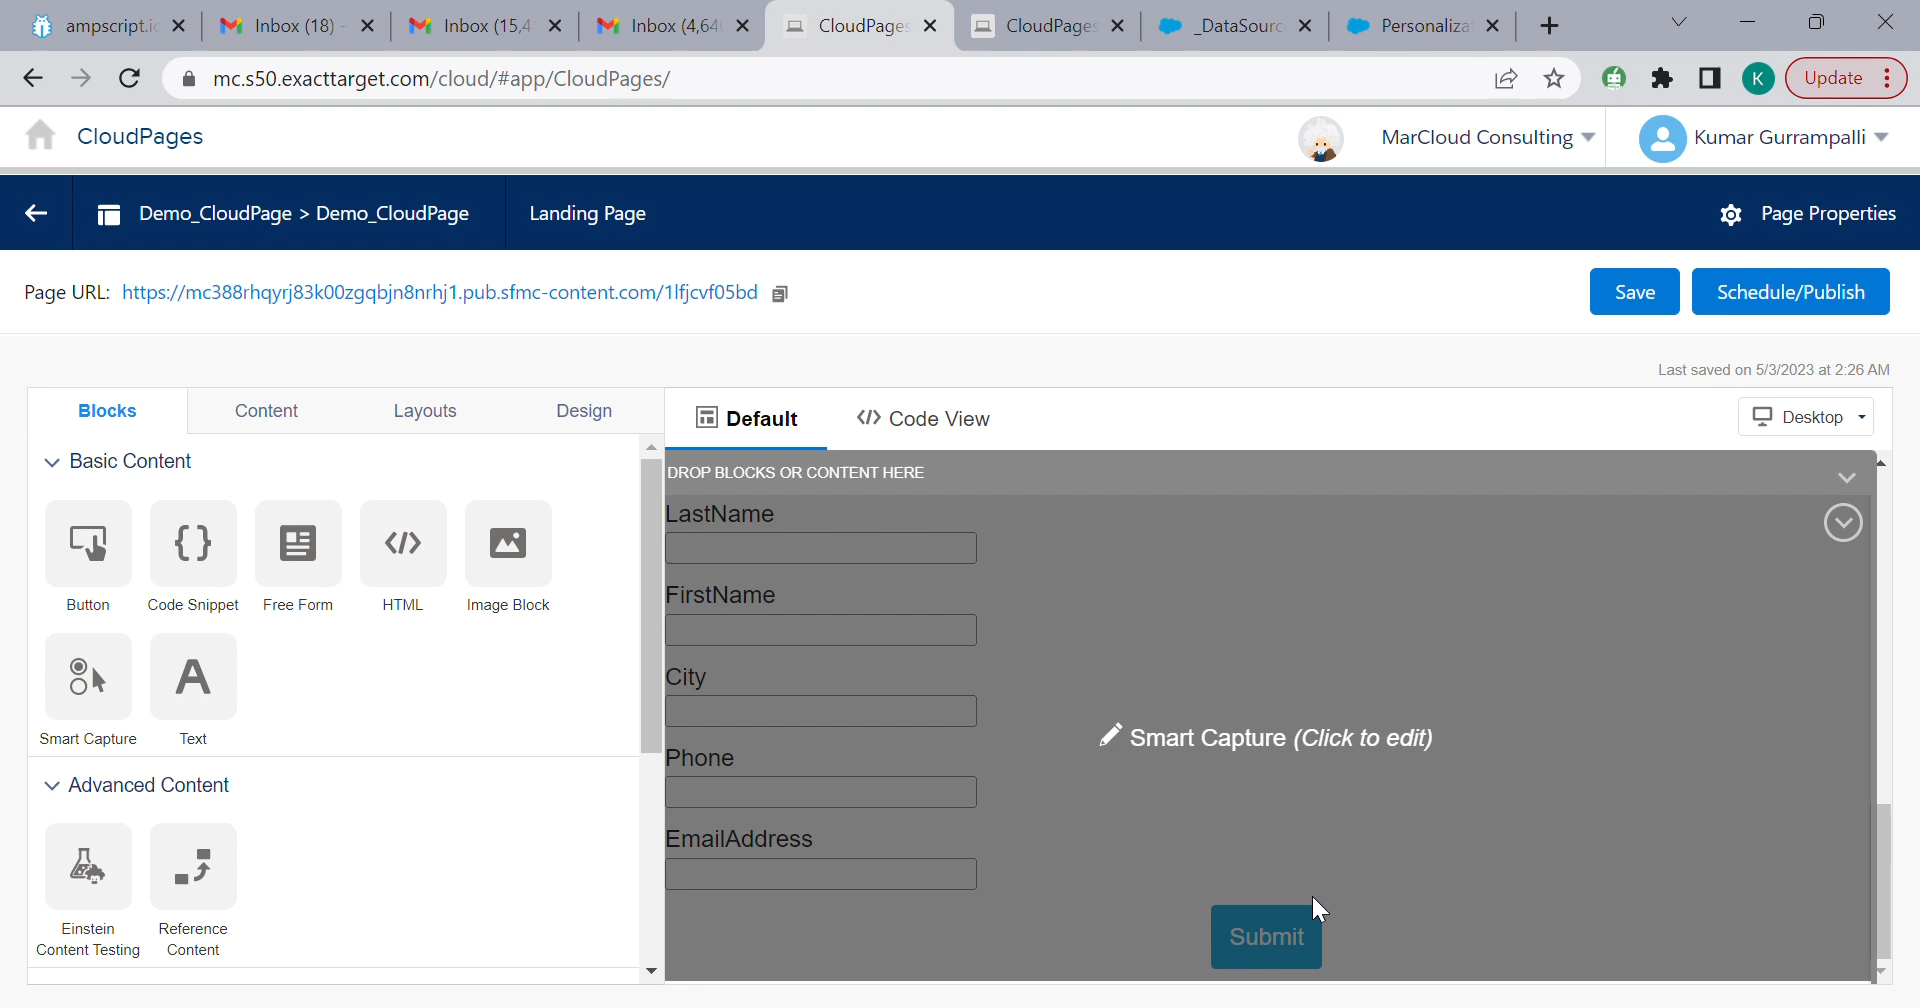 ampscript.i
Inbox (18) -
Inbox (15,4
Inbox (4,64
CloudPages
CloudPages
_DataSourc
Personaliza
mc.s50.exacttarget.com/cloud/#app/CloudPages/
K
Update
CloudPages
MarCloud Consulting
Kumar Gurrampalli
Demo_CloudPage > Demo_CloudPage
Landing Page
Page Properties
Page URL: https://mc388rhqyrj83k00zgqbjn8nrhj1.pub.sfmc-content.com/1lfjcvf05bd
Save
Schedule/Publish
Last saved on 5/3/2023 at 2:26 AM
Blocks
Content
Layouts
Design
Default
</> Code View
Desktop
Basic Content
Button
Code Snippet
Free Form
HTML
Image Block
Smart Capture
Text
Advanced Content
Einstein
Content Testing
Reference
Content
DROP BLOCKS OR CONTENT HERE
LastName
FirstName
City
Phone
EmailAddress
Smart Capture (Click to edit)
Submit